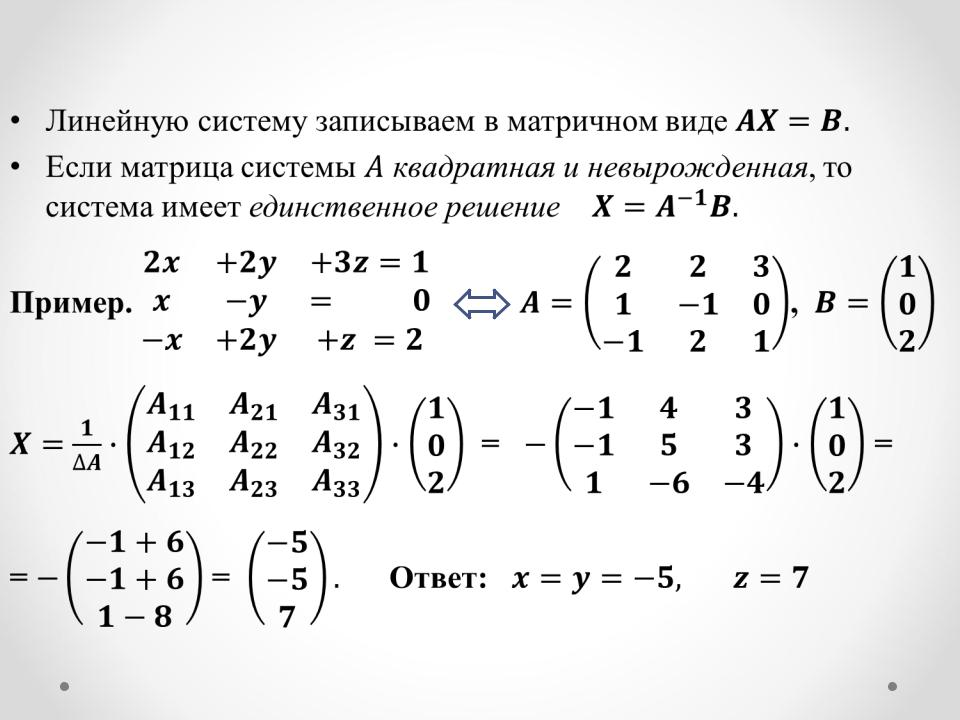 • Линейную систему записываем в матричном виде AX = B.
• Если матрица системы A квадратная и невырожденная, то
система имеет единственное решение X = A⁻¹B.
2x +2y +3z = 1
Пример. x −y = 0 ⇔ A = ( 2 2 3 ; 1 −1 0 ; −1 2 1 ), B = ( 1 ; 0 ; 2 )
−x +2y +z = 2
X = 1/ΔA · ( A₁₁ A₂₁ A₃₁ ; A₁₂ A₂₂ A₃₂ ; A₁₃ A₂₃ A₃₃ ) · ( 1 ; 0 ; 2 ) = − ( −1 4 3 ; −1 5 3 ; 1 −6 −4 ) · ( 1 ; 0 ; 2 ) =
= − ( −1 + 6 ; −1 + 6 ; 1 − 8 ) = ( −5 ; −5 ; 7 ). Ответ: x = y = −5, z = 7